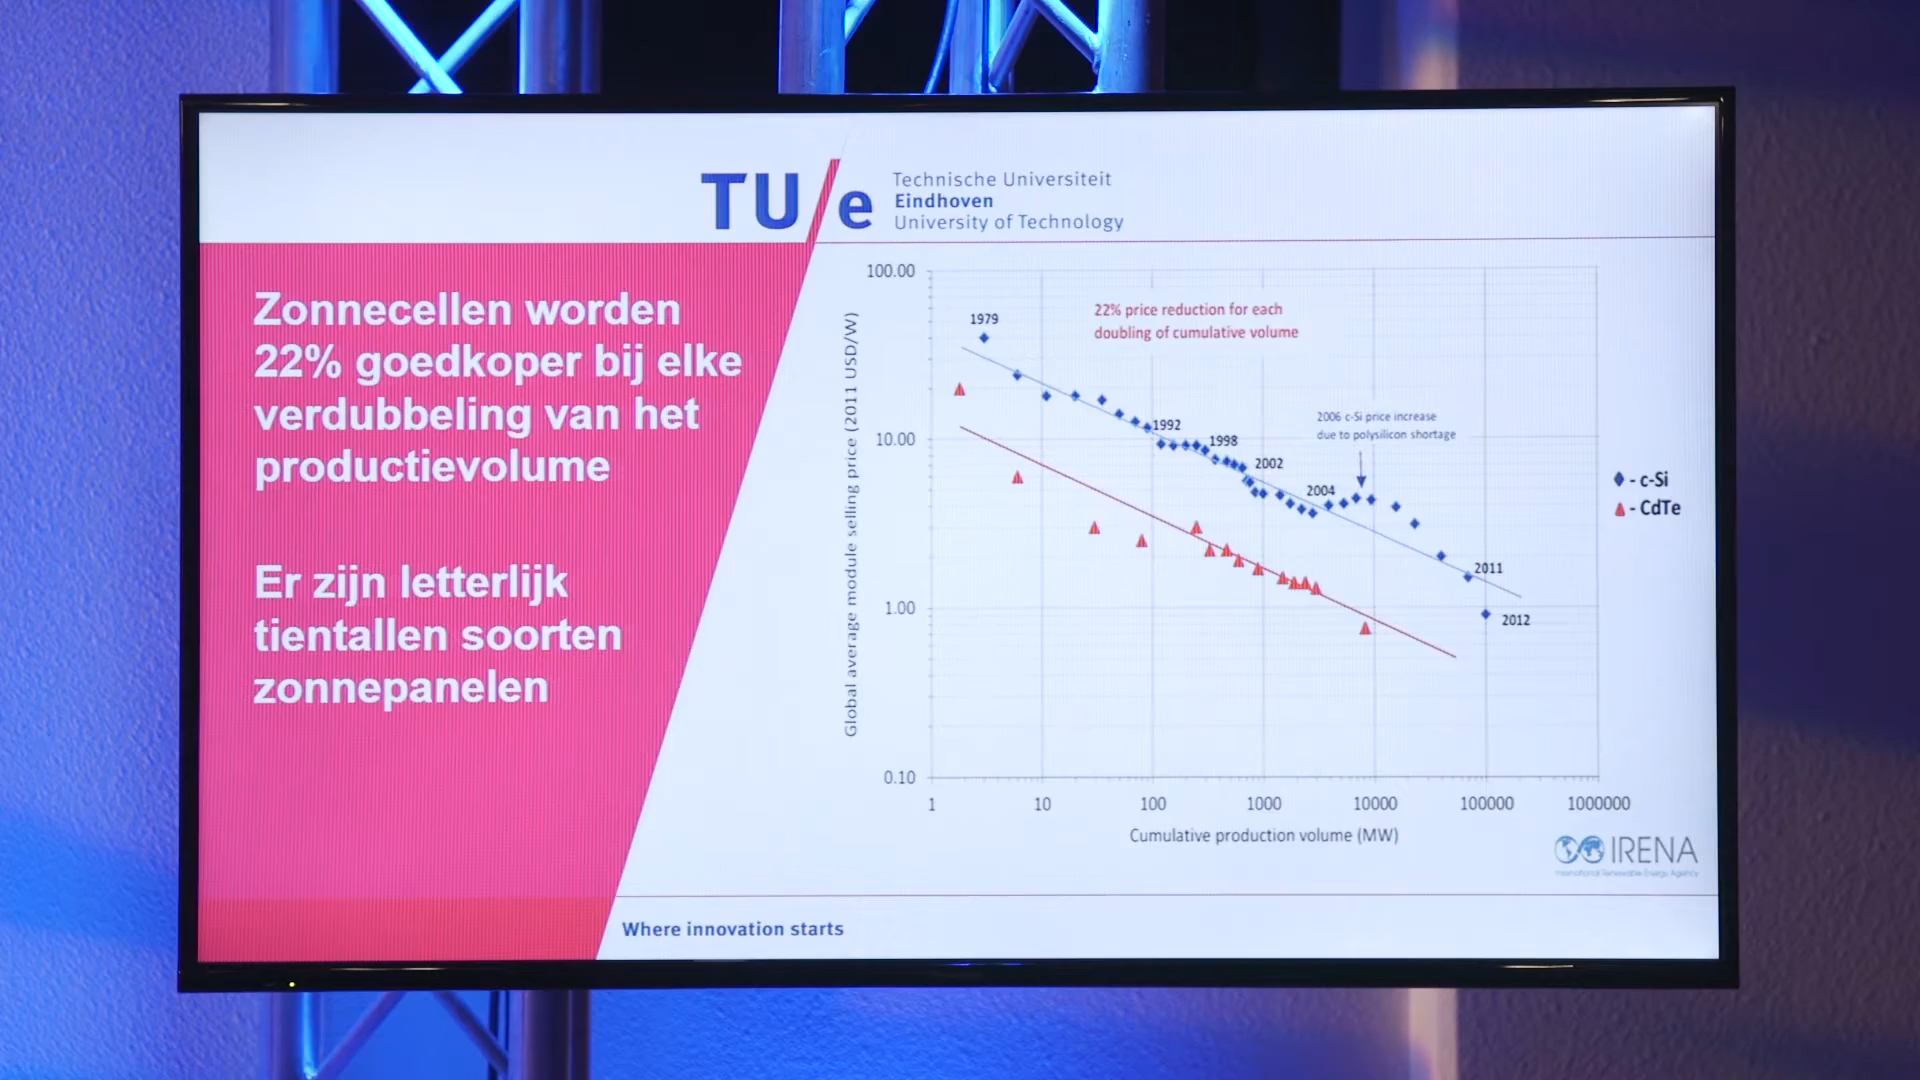 TU/e
Technische Universiteit
Eindhoven
University of Technology
Zonnecellen worden
22% goedkoper bij elke
verdubbeling van het
productievolume
Er zijn letterlijk
tientallen soorten
zonnepanelen
Global average module selling price (2011 USD/W)
100.00
10.00
1.00
0.10
22% price reduction for each
doubling of cumulative volume
1979
1992
1998
2002
2004
2006 c-Si price increase
due to polysilicon shortage
2011
2012
- c-Si
- CdTe
1
10
100
1000
10000
100000
1000000
Cumulative production volume (MW)
IRENA
International Renewable Energy Agency
Where innovation starts